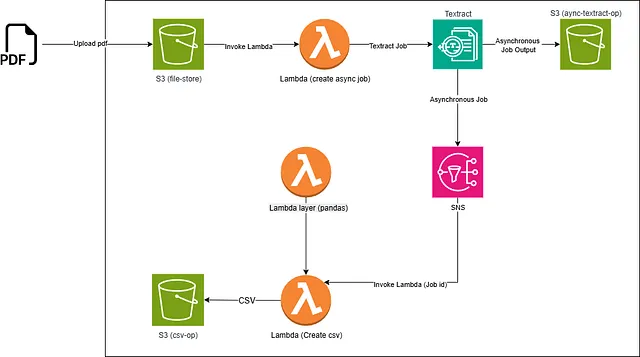 Textract
S3 (aync-textract-op)
PDF
Upload pdf
Invoke Lambda
Textract Job
Asynchronous
Job Output
S3 (file-store)
Lambda (create async job)
Asynchronous Job
Lambda layer (pandas)
SNS
Invoke Lambda (Job id)
CSV
S3 (csv-op)
Lambda (Create csv)